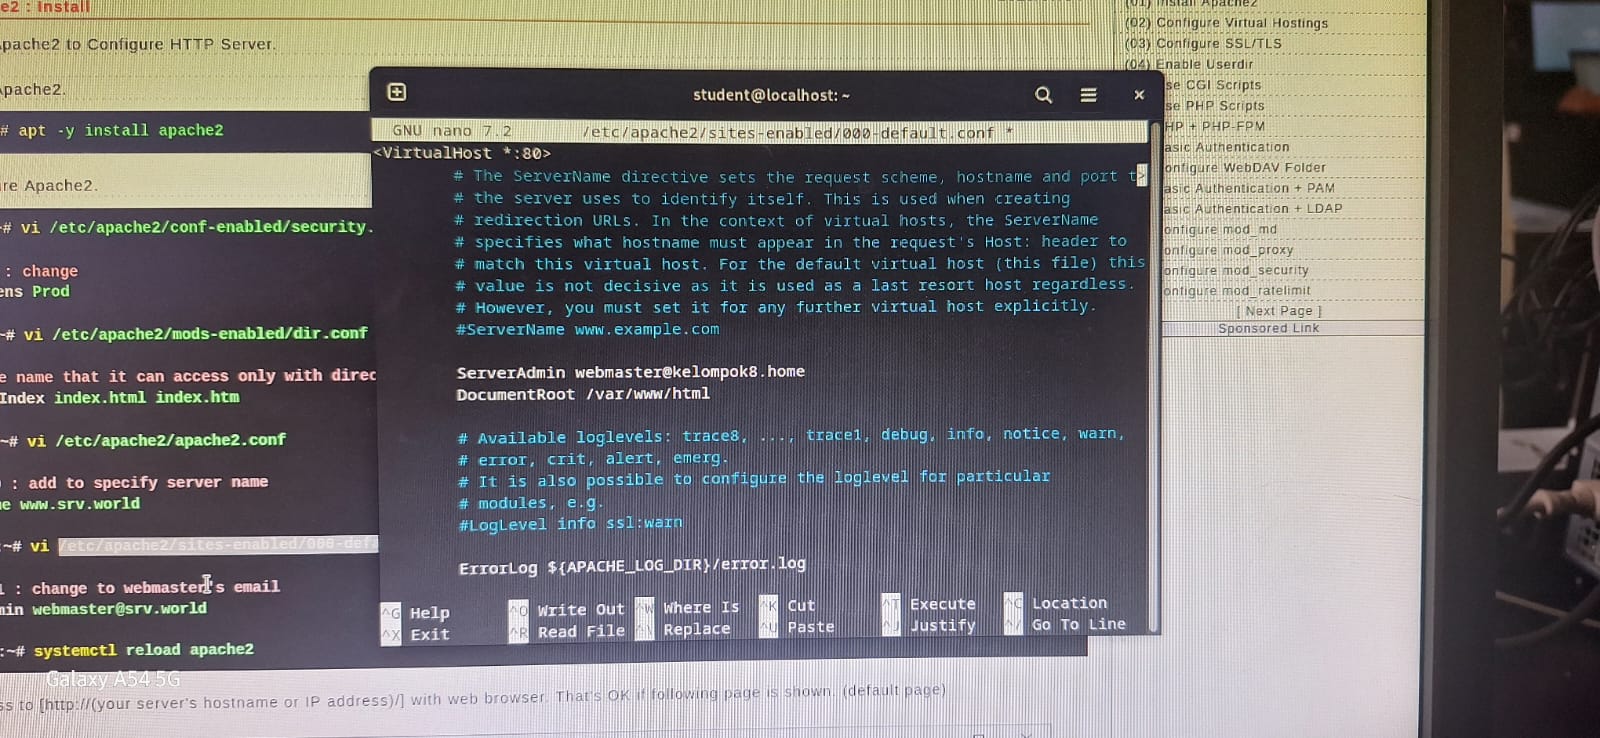 e2 : Install
pache2 to Configure HTTP Server.
pache2.
# apt -y install apache2
re Apache2.
~# vi /etc/apache2/conf-enabled/security.
: change
ens Prod
~# vi /etc/apache2/mods-enabled/dir.conf
e name that it can access only with direc
Index index.html index.htm
~# vi /etc/apache2/apache2.conf
: add to specify server name
e www.srv.world
:~# vi /etc/apache2/sites-enabled/000-defa
: change to webmaster's email
min webmaster@srv.world
:~# systemctl reload apache2
Galaxy A54 5G
ss to [http://(your server's hostname or IP address)/] with web browser. That's OK if following page is shown. (default page)
student@localhost: ~
GNU nano 7.2 /etc/apache2/sites-enabled/000-default.conf *
<VirtualHost *:80>
# The ServerName directive sets the request scheme, hostname and port t>
# the server uses to identify itself. This is used when creating
# redirection URLs. In the context of virtual hosts, the ServerName
# specifies what hostname must appear in the request's Host: header to
# match this virtual host. For the default virtual host (this file) this
# value is not decisive as it is used as a last resort host regardless.
# However, you must set it for any further virtual host explicitly.
#ServerName www.example.com
ServerAdmin webmaster@kelompok8.home
DocumentRoot /var/www/html
# Available loglevels: trace8, ..., trace1, debug, info, notice, warn,
# error, crit, alert, emerg.
# It is also possible to configure the loglevel for particular
# modules, e.g.
#LogLevel info ssl:warn
ErrorLog ${APACHE_LOG_DIR}/error.log
^G Help ^O Write Out ^W Where Is ^K Cut ^T Execute ^C Location
^X Exit ^R Read File ^\ Replace ^U Paste ^J Justify ^/ Go To Line
(01) Install Apache2
(02) Configure Virtual Hostings
(03) Configure SSL/TLS
(04) Enable Userdir
se CGI Scripts
se PHP Scripts
HP + PHP-FPM
asic Authentication
onfigure WebDAV Folder
asic Authentication + PAM
asic Authentication + LDAP
onfigure mod_md
onfigure mod_proxy
onfigure mod_security
onfigure mod_ratelimit
[ Next Page ]
Sponsored Link